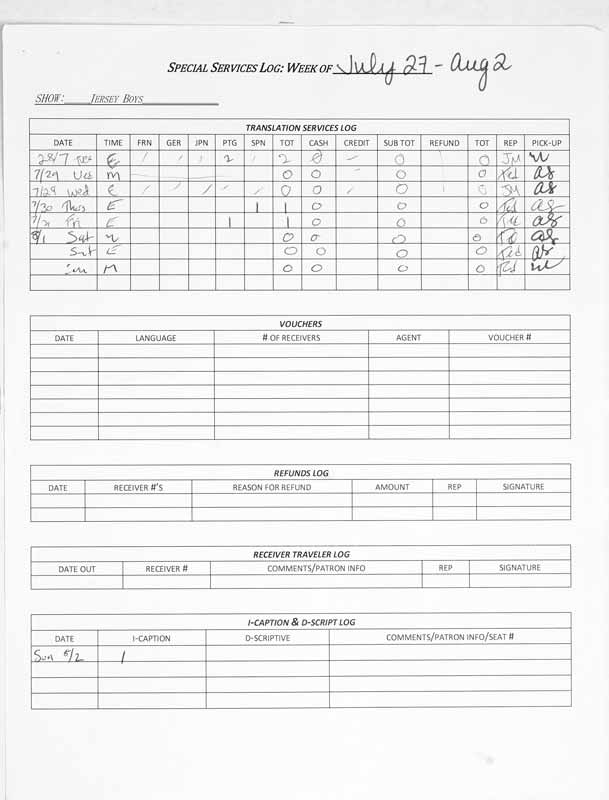 SPECIAL SERVICES LOG: WEEK OF July 27 - Aug 2
SHOW: JERSEY BOYS
TRANSLATION SERVICES LOG
DATE TIME FRN GER JPN PTG SPN TOT CASH CREDIT SUB TOT REFUND TOT REP PICK-UP
28/7 Tues E / / / 2 / 2 0 / 0 0 JM
7/29 Wed M 0 0 0 0 Ted as
7/29 Wed E / / / / / 0 0 / 0 0 JM as
7/30 Thurs E 1 1 0 0 0 Ted as
7/31 Fri E 1 1 0 0 0 Ted as
8/1 Sat M 0 0 0 0 Ted as
Sat E 0 0 0 0 Ted as
Sun M 0 0 0 0 Ted
VOUCHERS
DATE LANGUAGE # OF RECEIVERS AGENT VOUCHER #
REFUNDS LOG
DATE RECEIVER #'S REASON FOR REFUND AMOUNT REP SIGNATURE
RECEIVER TRAVELER LOG
DATE OUT RECEIVER # COMMENTS/PATRON INFO REP SIGNATURE
I-CAPTION & D-SCRIPT LOG
DATE I-CAPTION D-SCRIPTIVE COMMENTS/PATRON INFO/SEAT #
Sun 8/2 1